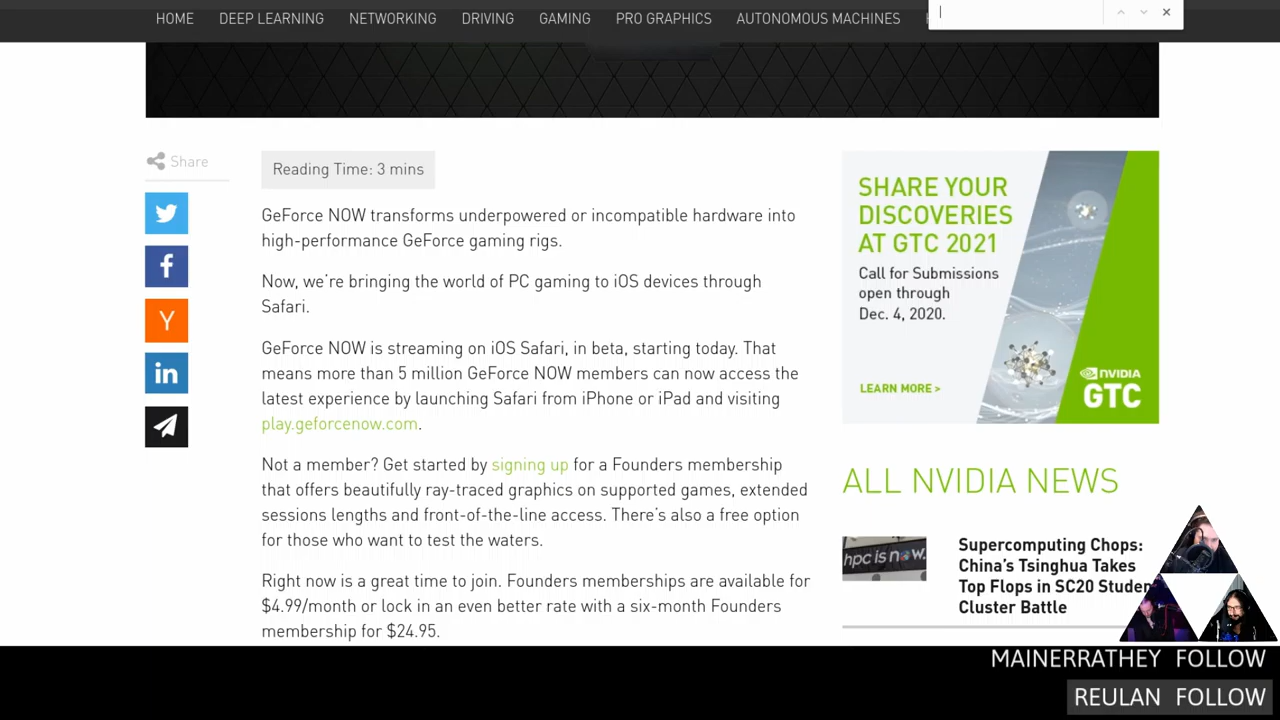 HOME DEEP LEARNING NETWORKING DRIVING GAMING PRO GRAPHICS AUTONOMOUS MACHINES
Share
Reading Time: 3 mins
GeForce NOW transforms underpowered or incompatible hardware into
high-performance GeForce gaming rigs.
Now, we're bringing the world of PC gaming to iOS devices through
Safari.
GeForce NOW is streaming on iOS Safari, in beta, starting today. That
means more than 5 million GeForce NOW members can now access the
latest experience by launching Safari from iPhone or iPad and visiting
play.geforcenow.com.
Not a member? Get started by signing up for a Founders membership
that offers beautifully ray-traced graphics on supported games, extended
sessions lengths and front-of-the-line access. There's also a free option
for those who want to test the waters.
Right now is a great time to join. Founders memberships are available for
$4.99/month or lock in an even better rate with a six-month Founders
membership for $24.95.
SHARE YOUR
DISCOVERIES
AT GTC 2021
Call for Submissions
open through
Dec. 4, 2020.
LEARN MORE >
NVIDIA
GTC
ALL NVIDIA NEWS
hpc is now.
Supercomputing Chops:
China's Tsinghua Takes
Top Flops in SC20 Studen
Cluster Battle
MAINERRATHEY FOLLOW
REULAN FOLLOW